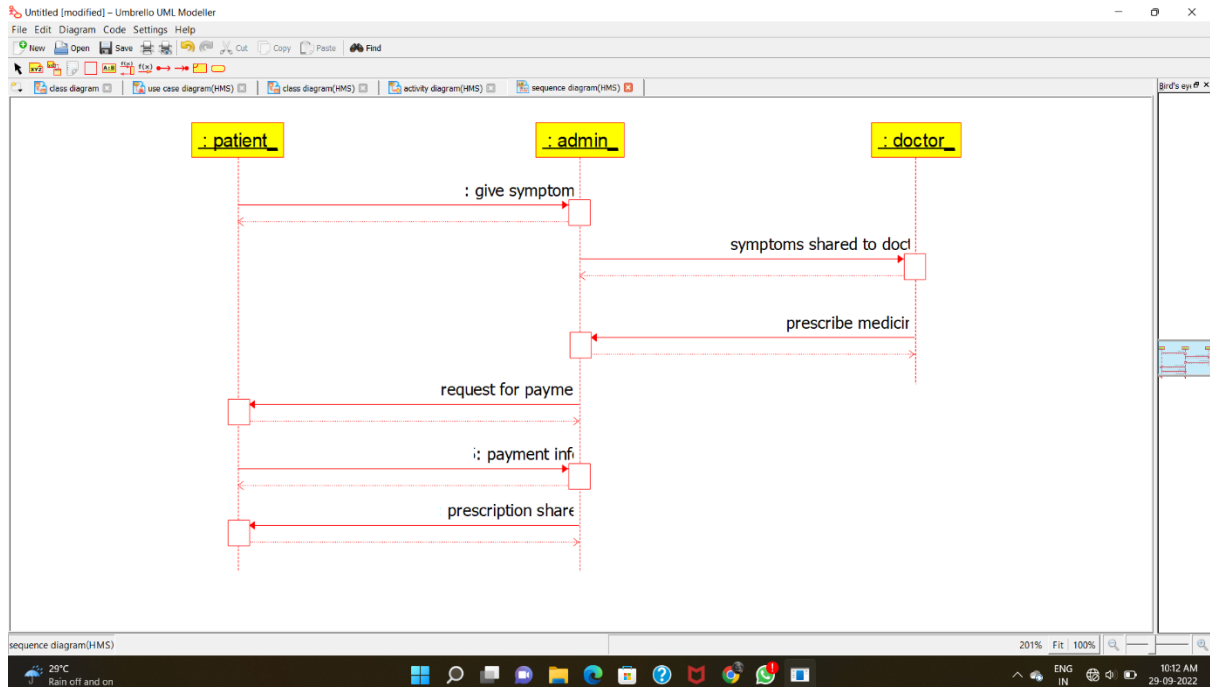 Untitled [modified] – Umbrello UML Modeller
File Edit Diagram Code Settings Help
New Open Save Cut Copy Paste Find
class diagram use case diagram(HMS) class diagram(HMS) activity diagram(HMS) sequence diagram(HMS) Bird's eye
: patient_ : admin_ : doctor_
: give symptom
symptoms shared to doct
prescribe medicin
request for payme
: payment info
prescription share
sequence diagram(HMS) 201% Fit 100%
29°C ENG 10:12 AM
Rain off and on IN 29-09-2022